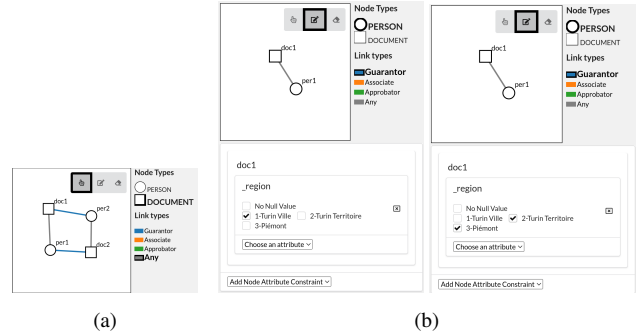 Node Types
PERSON
DOCUMENT
Link types
Guarantor
Associate
Approbator
Any
doc1
per2
per1
doc2
(a)
Node Types
PERSON
DOCUMENT
Link types
Guarantor
Associate
Approbator
Any
doc1
per1
doc1
_region
No Null Value
1-Turin Ville 2-Turin Territoire
3-Piémont
Choose an attribute
Add Node Attribute Constraint
Node Types
PERSON
DOCUMENT
Link types
Guarantor
Associate
Approbator
Any
doc1
per1
doc1
_region
No Null Value
1-Turin Ville 2-Turin Territoire
3-Piémont
Choose an attribute
Add Node Attribute Constraint
(b)